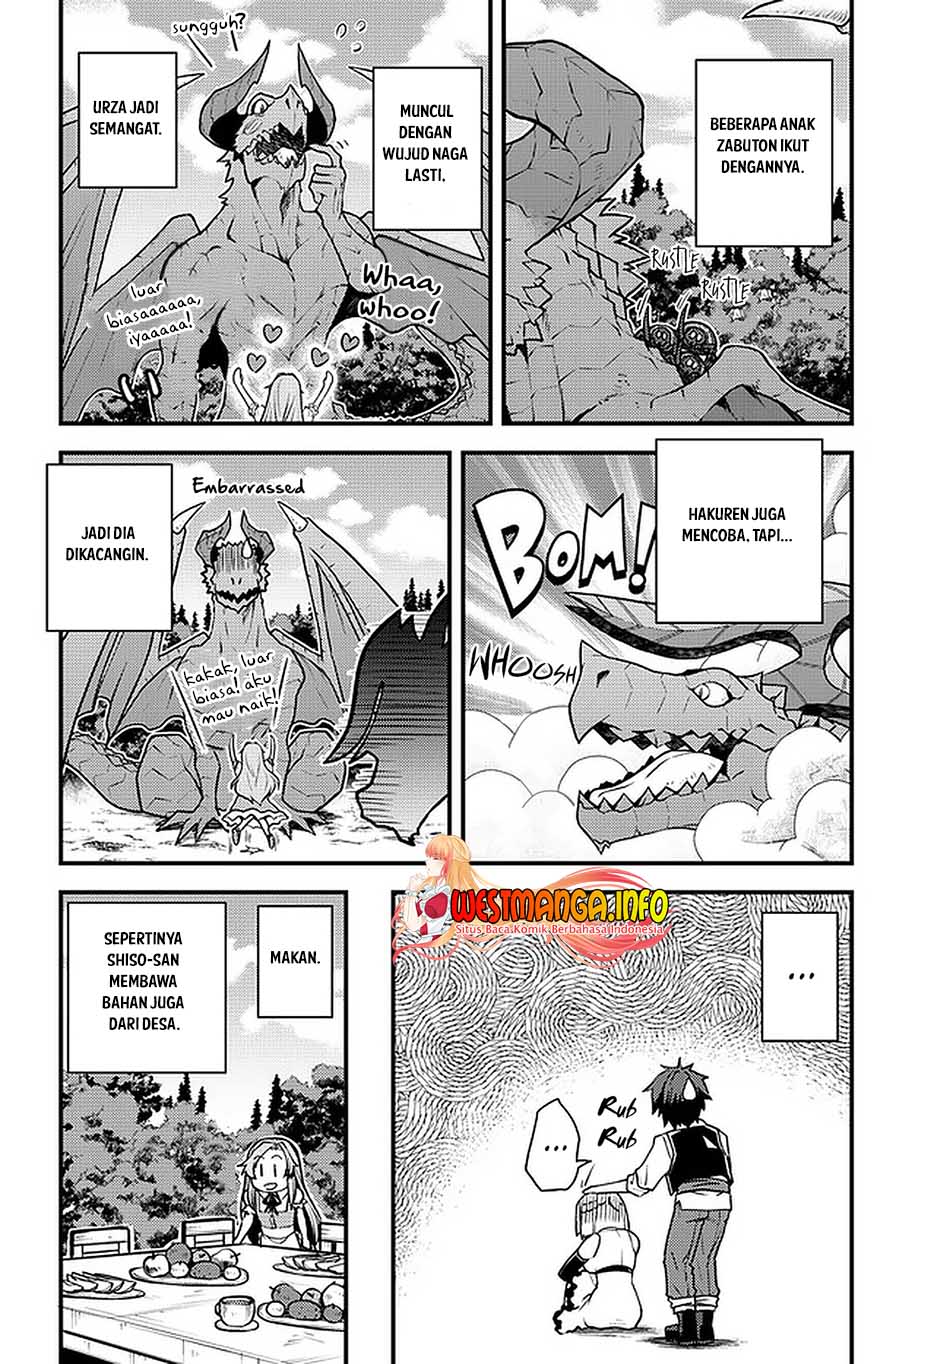 BEBERAPA ANAK
ZABUTON IKUT
DENGANNYA.
RUSTLE
RUSTLE
MUNCUL
DENGAN
WUJUD NAGA
LASTI.
sungguh?
URZA JADI
SEMANGAT.
Whaa,
whoo!
luar
biasaaaaaa,
iyaaaaa!
HAKUREN JUGA
MENCOBA, TAPI...
BOM!
WHOOSH
JADI DIA
DIKACANGIN.
Embarrassed
kakak, luar
biasa! aku
mau naik!
WESTMANGA.INFO
Situs Baca Komik Berbahasa Indonesia
...
Rub
Rub
...
MAKAN.
SEPERTINYA
SHISO-SAN
MEMBAWA
BAHAN JUGA
DARI DESA.